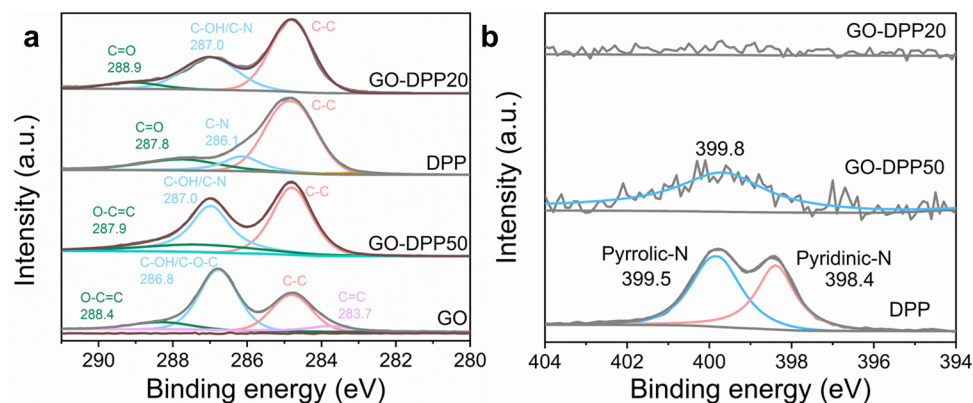 a
Intensity (a.u.)
C=O
288.9
C-OH/C-N
287.0
C-C
GO-DPP20
C=O
287.8
C-N
286.1
C-C
DPP
O-C=C
287.9
C-OH/C-N
287.0
C-C
GO-DPP50
O-C=C
288.4
C-OH/C-O-C
286.8
C-C
C=C
283.7
GO
290 288 286 284 282 280
Binding energy (eV)
b
Intensity (a.u.)
GO-DPP20
399.8
GO-DPP50
Pyrrolic-N
399.5
Pyridinic-N
398.4
DPP
404 402 400 398 396 394
Binding energy (eV)